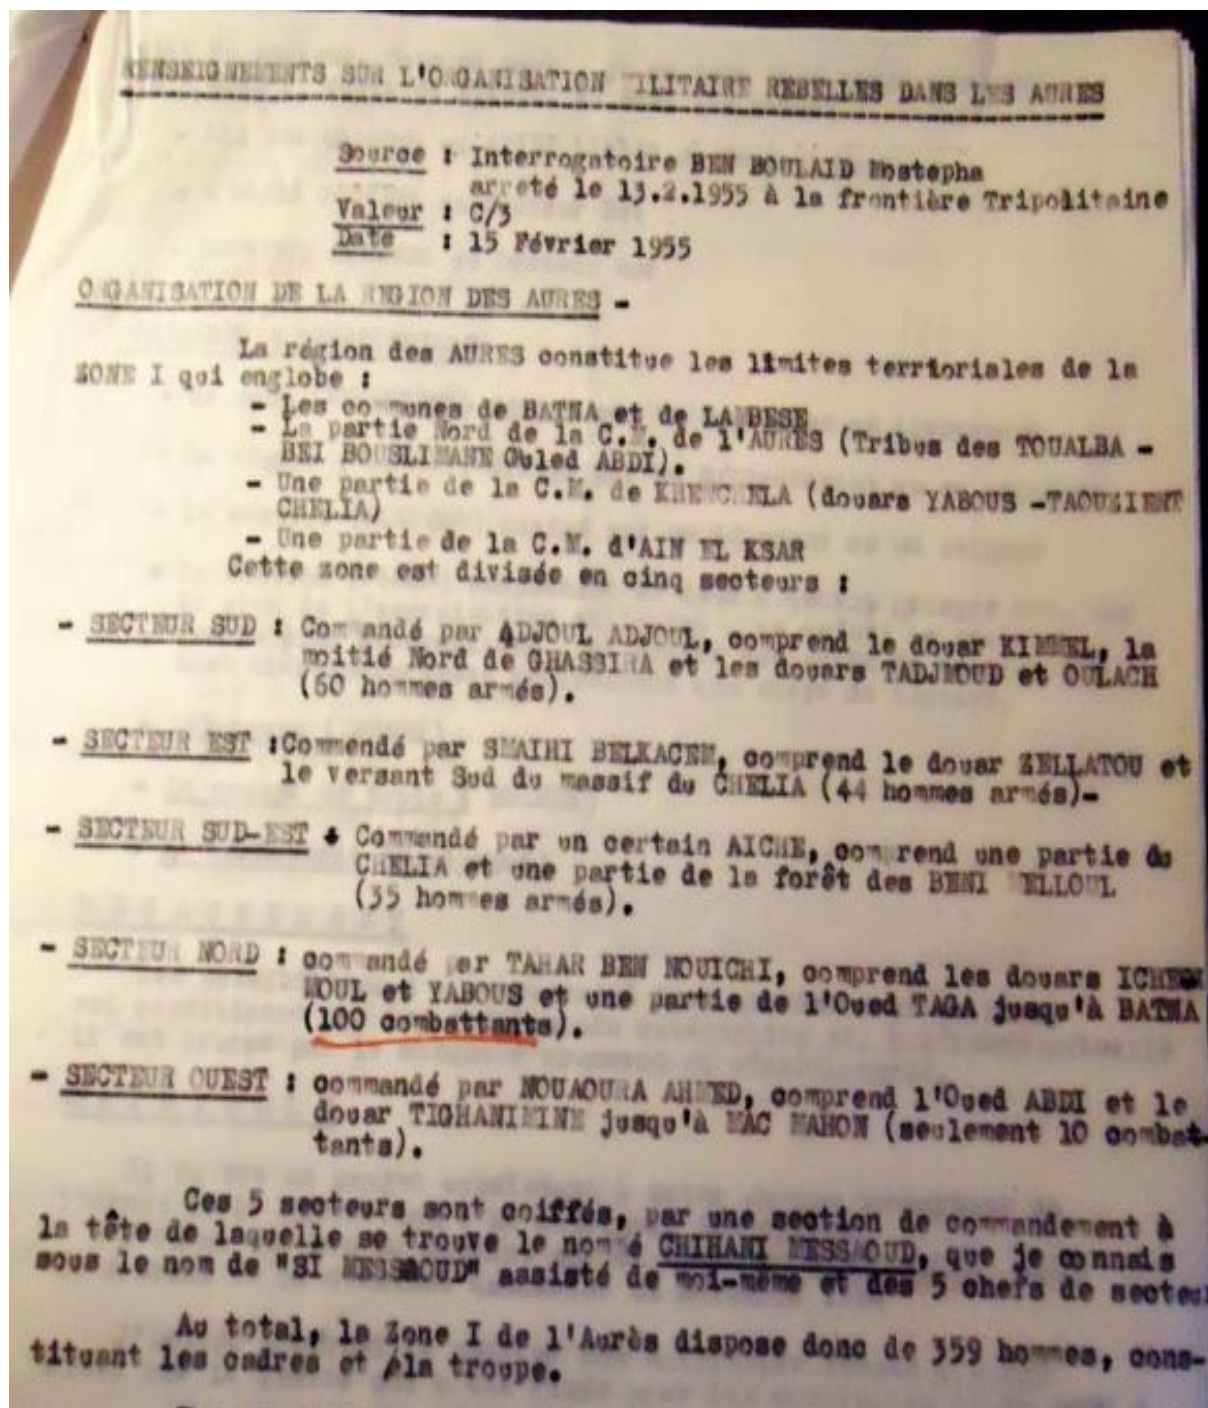 RENSEIGNEMENTS SUR L'ORGANISATION MILITAIRE REBELLES DANS LES AURES
Source : Interrogatoire BEN BOULAID Mostepha
arreté le 13.2.1955 à la frontière Tripolitaine
Valeur : C/3
Date : 15 Février 1955
ORGANISATION DE LA REGION DES AURES -
La région des AURES constitue les limites territoriales de la
ZONE I qui englobe :
- Les communes de BATNA et de LAMBESE
- La partie Nord de la C.M. de l'AURES (Tribus des TOUALBA -
BEI BOUSLIMANE Ouled ABDI).
- Une partie de la C.M. de KHENCHELA (douars YABOUS -TAOUZIENT
CHELIA)
- Une partie de la C.M. d'AIN EL KSAR
Cette zone est divisée en cinq secteurs :
- SECTEUR SUD : Commandé par ADJOUL ADJOUL, comprend le douar KIMMEL, la
moitié Nord de GHASSIRA et les douars TADJMOUD et OULACH
(60 hommes armés).
- SECTEUR EST :Commendé par SMAIHI BELKACEM, comprend le douar ZELLATOU et
le versant Sud du massif du CHELIA (44 hommes armés)-
- SECTEUR SUD-EST : Commandé par un certain AICHE, comprend une partie du
CHELIA et une partie de la forêt des BENI MELLOUL
(35 hommes armés).
- SECTEUR NORD : commandé par TAHAR BEN NOUICHI, comprend les douars ICHEM
MOUL et YABOUS et une partie de l'Oued TAGA jusqu'à BATNA
(100 combattants).
- SECTEUR OUEST : commandé par NOUAOURA AHMED, comprend l'Oued ABDI et le
douar TIGHANIMINE jusqu'à MAC MAHON (seulement 10 combat-
tants).
Ces 5 secteurs sont coiffés, par une section de commandement à
la tête de laquelle se trouve le nommé CHIHANI MESSAOUD, que je connais
sous le nom de "SI MESSAOUD" assisté de moi-même et des 5 chefs de secteur
Au total, la Zone I de l'Aurès dispose donc de 359 hommes, cons-
tituant les cadres et la troupe.